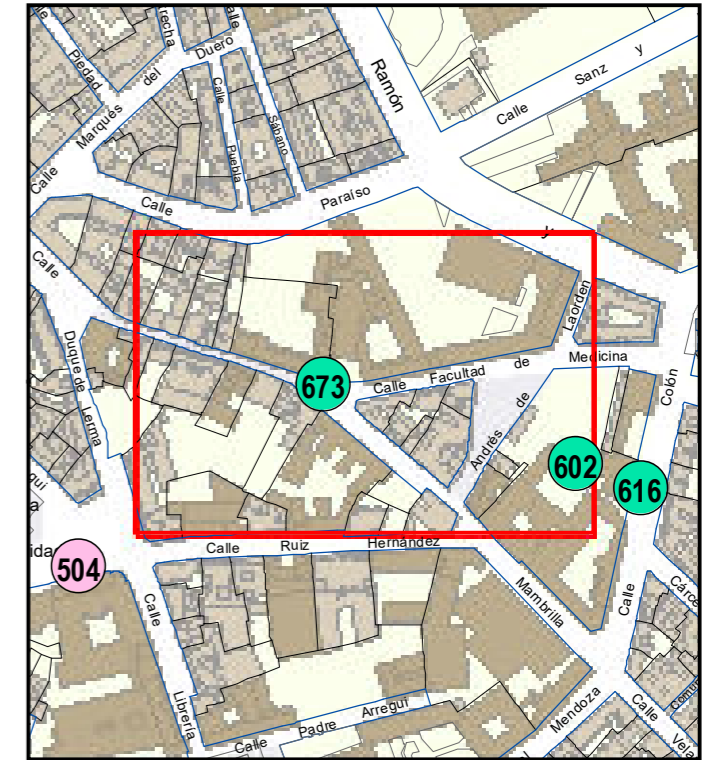 Piedad
Calle
Marqués del Duero
Calle
Puebla
Sábano
Ramón
y
Calle Sanz y
Calle
Paraíso
Calle
Duque de
Lerma
Laorden
Medicina
673
Calle Facultad de
Andrés de
Colón
602
616
504
Calle Ruiz Hernández
Mambrilla
Calle
Calle
Librería
Calle Padre Arregui
Mendoza
Calle